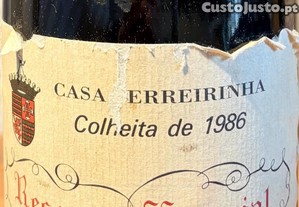 CustoJusto.pt
CASA ERREIRINHA
Colheita de 1986